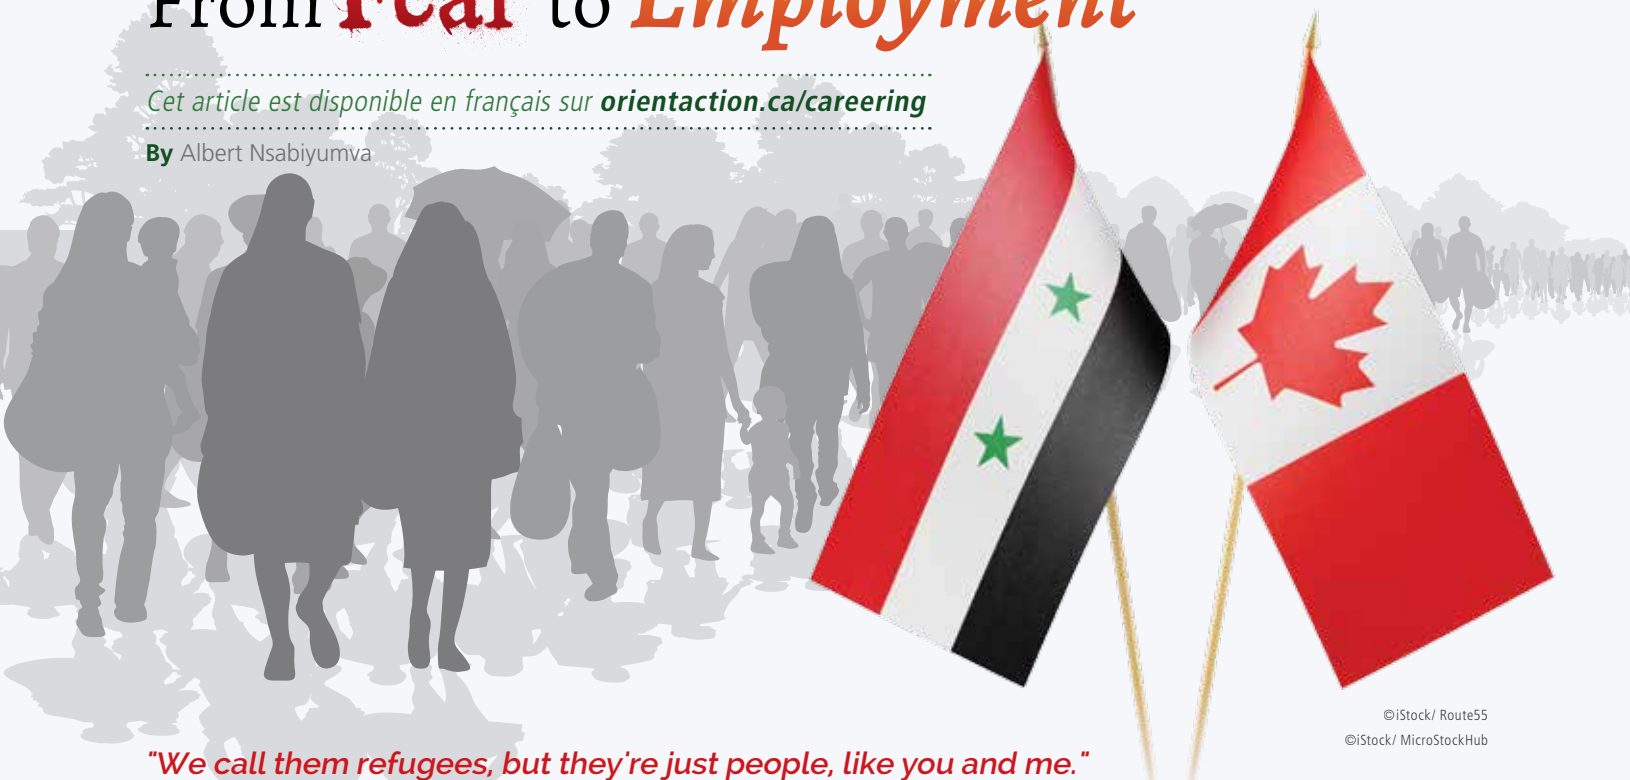 From Fear to Employment
Cet article est disponible en français sur orientaction.ca/careering
By Albert Nsabiyumva
©iStock/ Route55
©iStock/ MicroStockHub
"We call them refugees, but they're just people, like you and me."